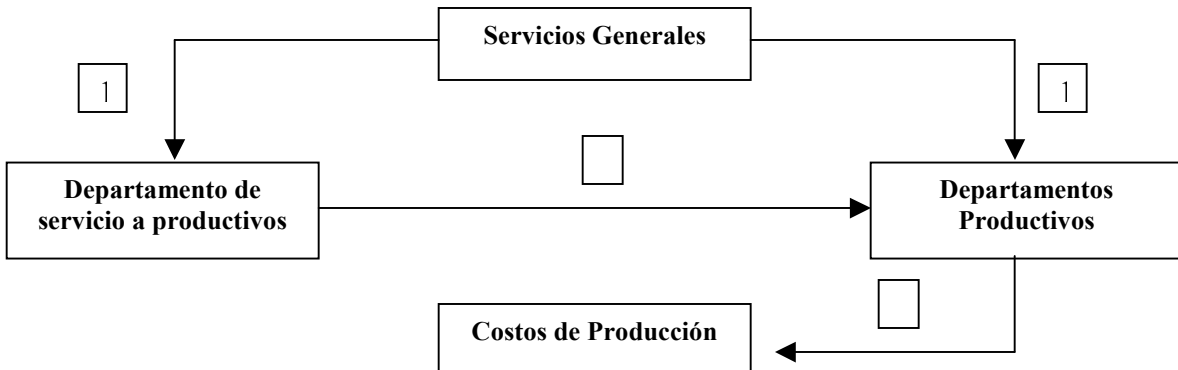 Servicios Generales
1
1
Departamento de
servicio a productivos
Departamentos
Productivos
Costos de Producción